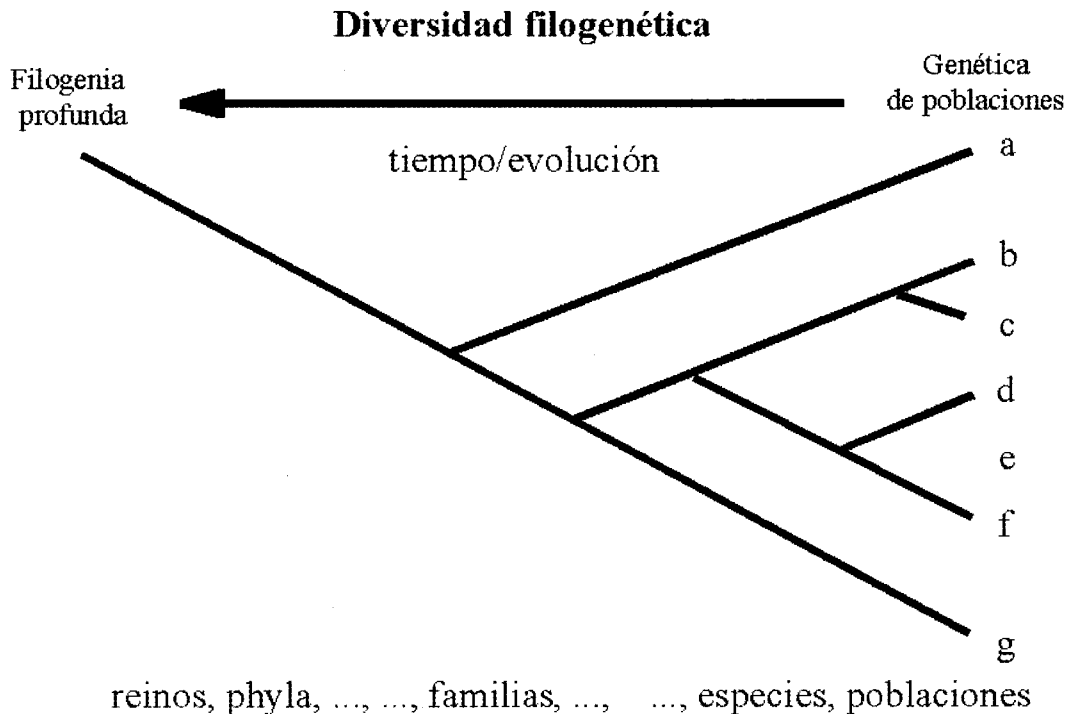 Diversidad filogenética
Filogenia
profunda
Genética
de poblaciones
tiempo/evolución
a
b
c
d
e
f
g
reinos, phyla, ..., ..., familias, ..., ..., especies, poblaciones